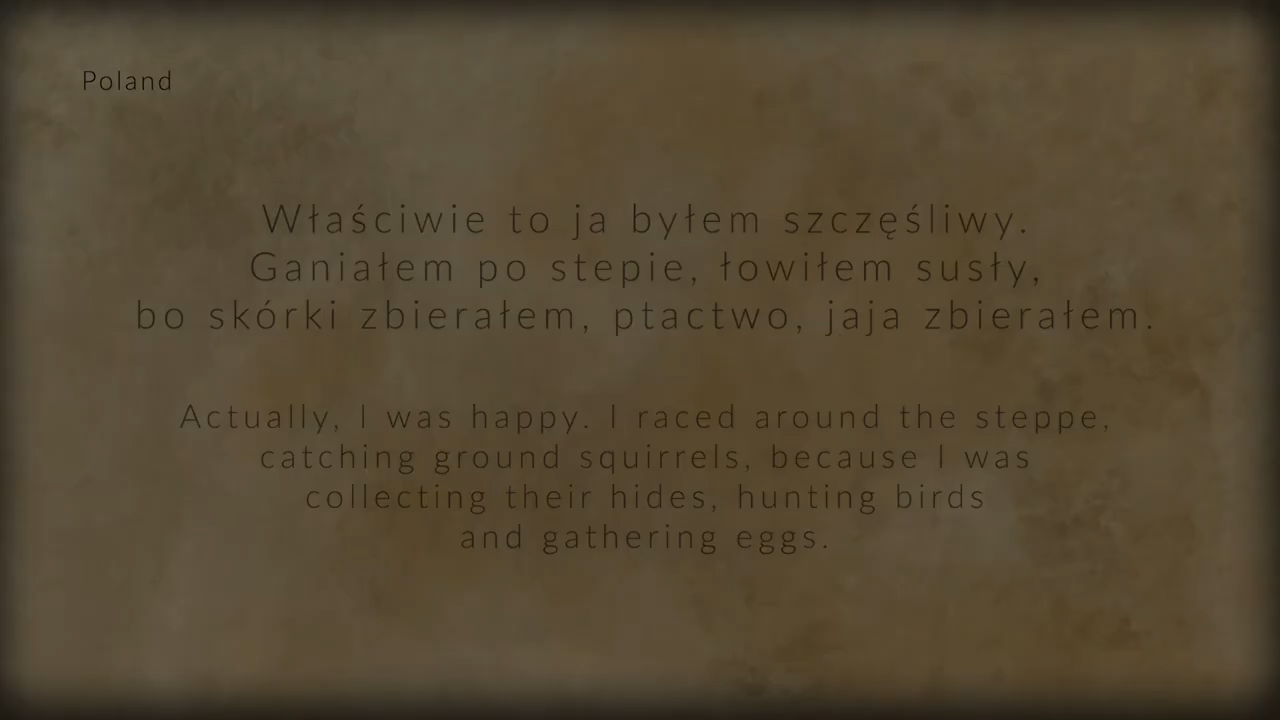 Poland
Właściwie to ja byłem szczęśliwy.
Ganiałem po stepie, łowiłem susły,
bo skórki zbierałem, ptactwo, jaja zbierałem.
Actually, I was happy. I raced around the steppe,
catching ground squirrels, because I was
collecting their hides, hunting birds
and gathering eggs.